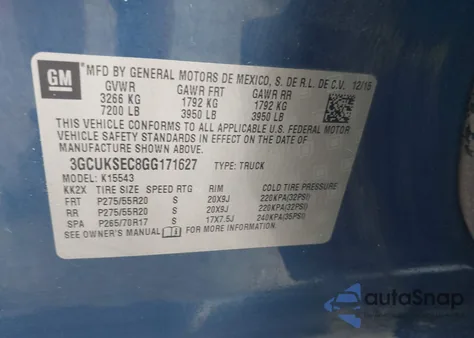 GM *MFD BY GENERAL MOTORS DE MEXICO, S. DE R.L. DE C.V. 12/15
GVWR GAWR FRT GAWR RR
3266 KG 1792 KG 1792 KG
7200 LB 3950 LB 3950 LB
THIS VEHICLE CONFORMS TO ALL APPLICABLE U.S. FEDERAL MOTOR
VEHICLE SAFETY STANDARDS IN EFFECT ON THE DATE OF
MANUFACTURE SHOWN ABOVE.
3GCUKSEC8GG171627 TYPE: TRUCK
MODEL: K15543
KK2X TIRE SIZE SPEED RTG RIM COLD TIRE PRESSURE
FRT P275/55R20 S 20X9J 220KPA(32PSI)
RR P275/55R20 S 20X9J 220KPA(32PSI)
SPA P265/70R17 S 17X7.5J 240KPA(35PSI)
SEE OWNER'S MANUAL FOR ADDITIONAL INFORMATION
autoSnap